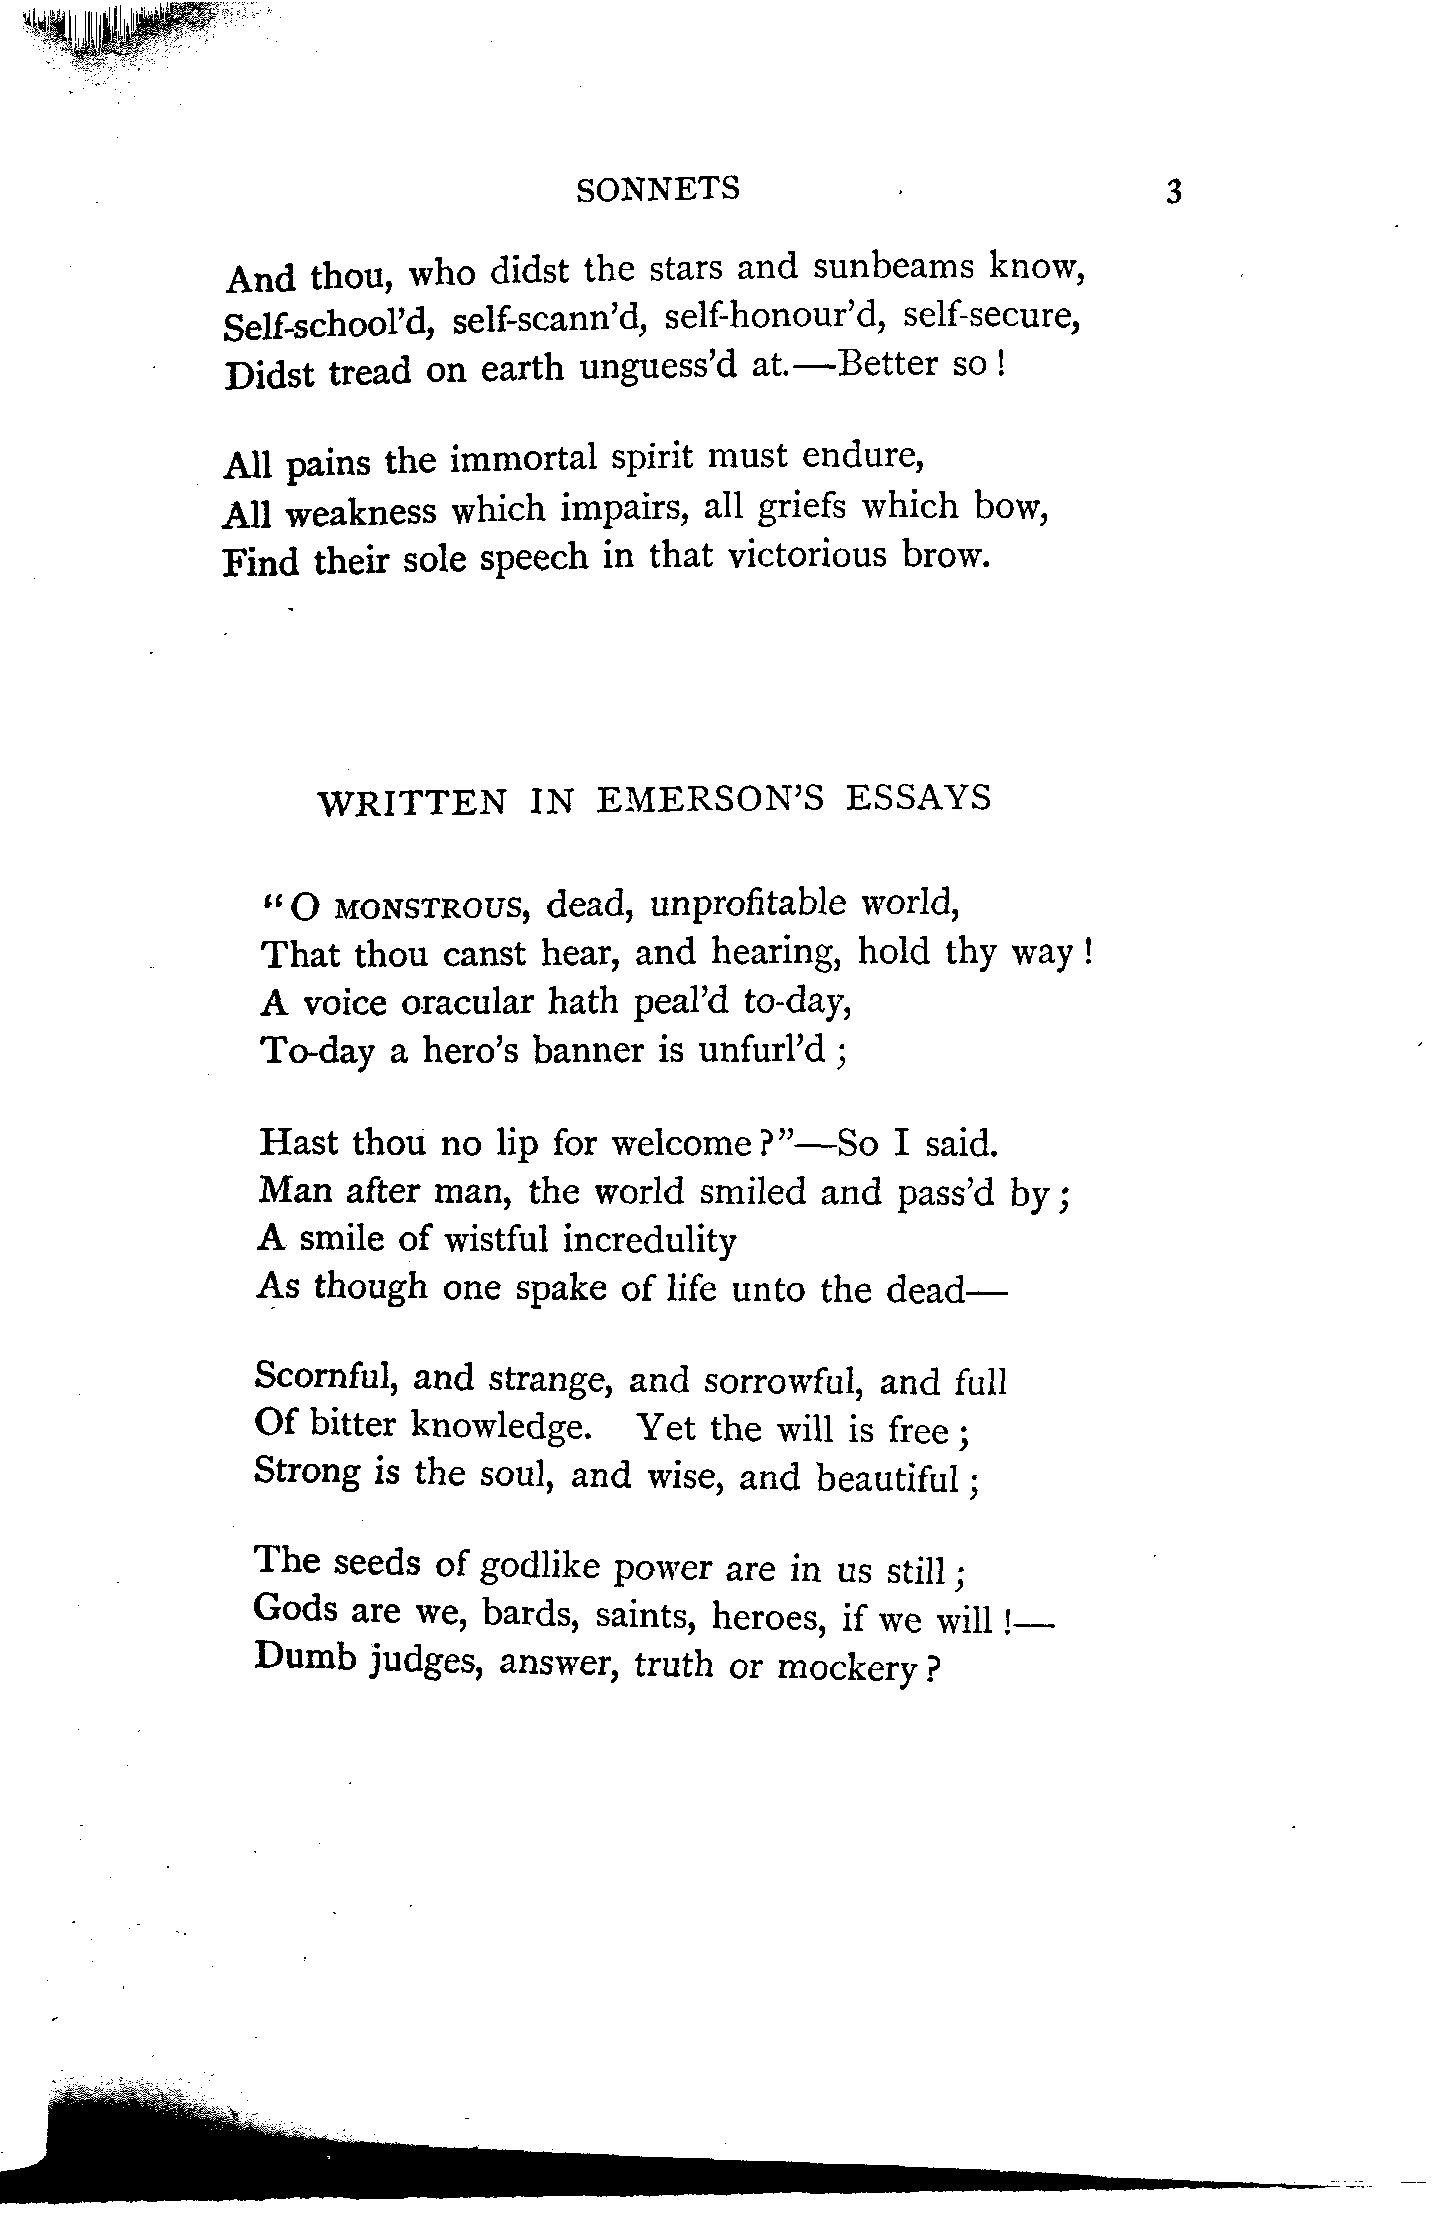 SONNETS 3
And thou, who didst the stars and sunbeams know,
Self-school'd, self-scann'd, self-honour'd, self-secure,
Didst tread on earth unguess'd at.—Better so !
All pains the immortal spirit must endure,
All weakness which impairs, all griefs which bow,
Find their sole speech in that victorious brow.
WRITTEN IN EMERSON'S ESSAYS
“O MONSTROUS, dead, unprofitable world,
That thou canst hear, and hearing, hold thy way !
A voice oracular hath peal'd to-day,
To-day a hero's banner is unfurl'd ;
Hast thou no lip for welcome ?”—So I said.
Man after man, the world smiled and pass'd by ;
A smile of wistful incredulity
As though one spake of life unto the dead—
Scornful, and strange, and sorrowful, and full
Of bitter knowledge. Yet the will is free ;
Strong is the soul, and wise, and beautiful ;
The seeds of godlike power are in us still ;
Gods are we, bards, saints, heroes, if we will !—
Dumb judges, answer, truth or mockery ?